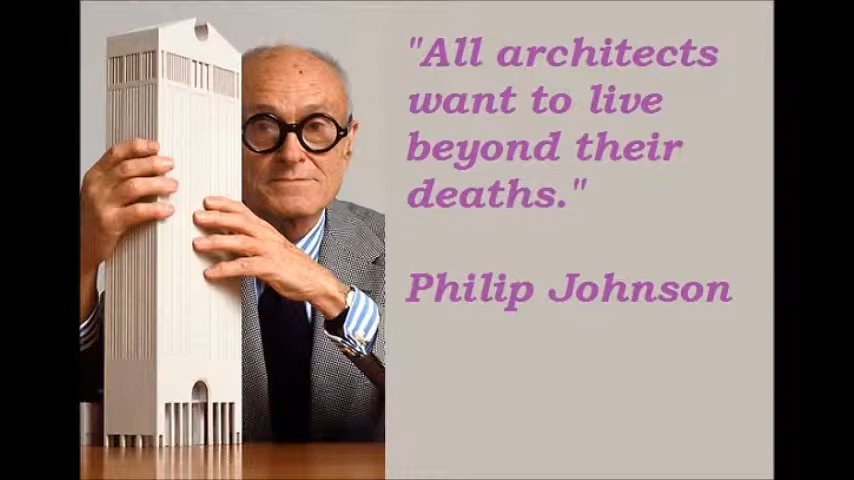 "All architects
want to live
beyond their
deaths."
Philip Johnson